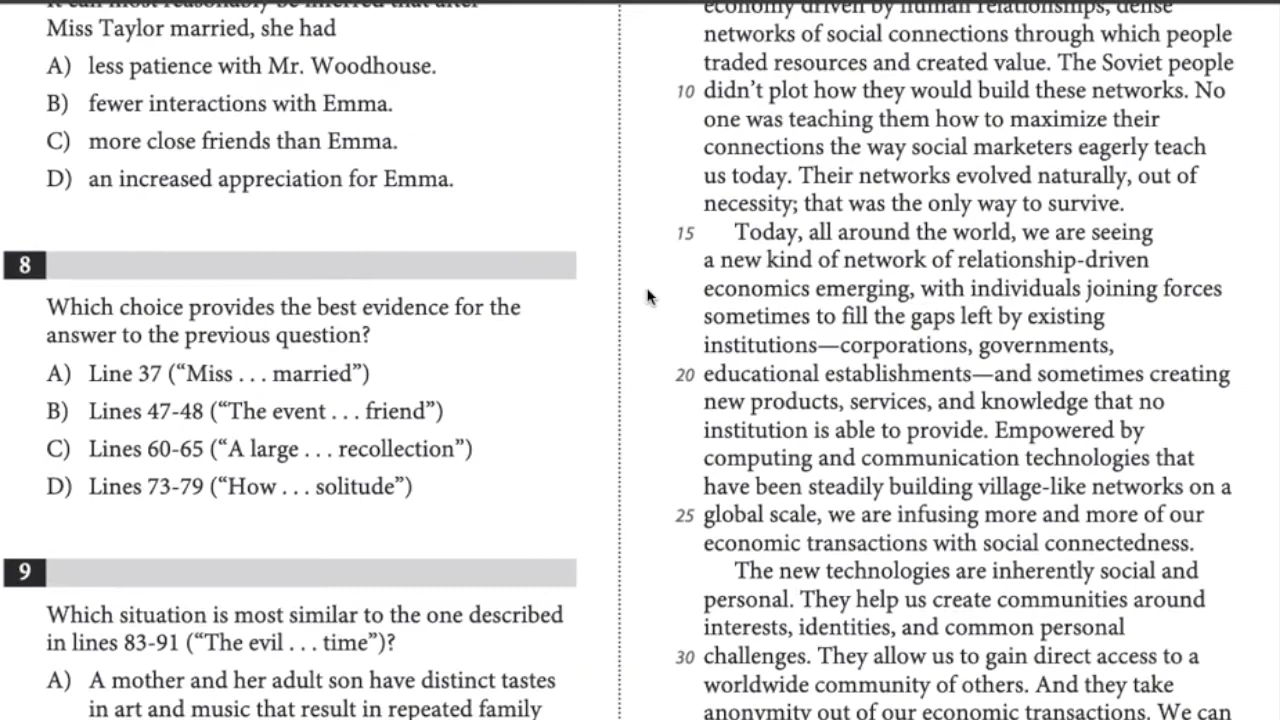 It can most reasonably be inferred that after
Miss Taylor married, she had
A) less patience with Mr. Woodhouse.
B) fewer interactions with Emma.
C) more close friends than Emma.
D) an increased appreciation for Emma.
8
Which choice provides the best evidence for the
answer to the previous question?
A) Line 37 (“Miss . . . married”)
B) Lines 47-48 (“The event . . . friend”)
C) Lines 60-65 (“A large . . . recollection”)
D) Lines 73-79 (“How . . . solitude”)
9
Which situation is most similar to the one described
in lines 83-91 (“The evil . . . time”)?
A) A mother and her adult son have distinct tastes
in art and music that result in repeated family
economy driven by human relationships, dense
networks of social connections through which people
traded resources and created value. The Soviet people
10 didn’t plot how they would build these networks. No
one was teaching them how to maximize their
connections the way social marketers eagerly teach
us today. Their networks evolved naturally, out of
necessity; that was the only way to survive.
15 Today, all around the world, we are seeing
a new kind of network of relationship-driven
economics emerging, with individuals joining forces
sometimes to fill the gaps left by existing
institutions—corporations, governments,
20 educational establishments—and sometimes creating
new products, services, and knowledge that no
institution is able to provide. Empowered by
computing and communication technologies that
have been steadily building village-like networks on a
25 global scale, we are infusing more and more of our
economic transactions with social connectedness.
The new technologies are inherently social and
personal. They help us create communities around
interests, identities, and common personal
30 challenges. They allow us to gain direct access to a
worldwide community of others. And they take
anonymity out of our economic transactions. We can